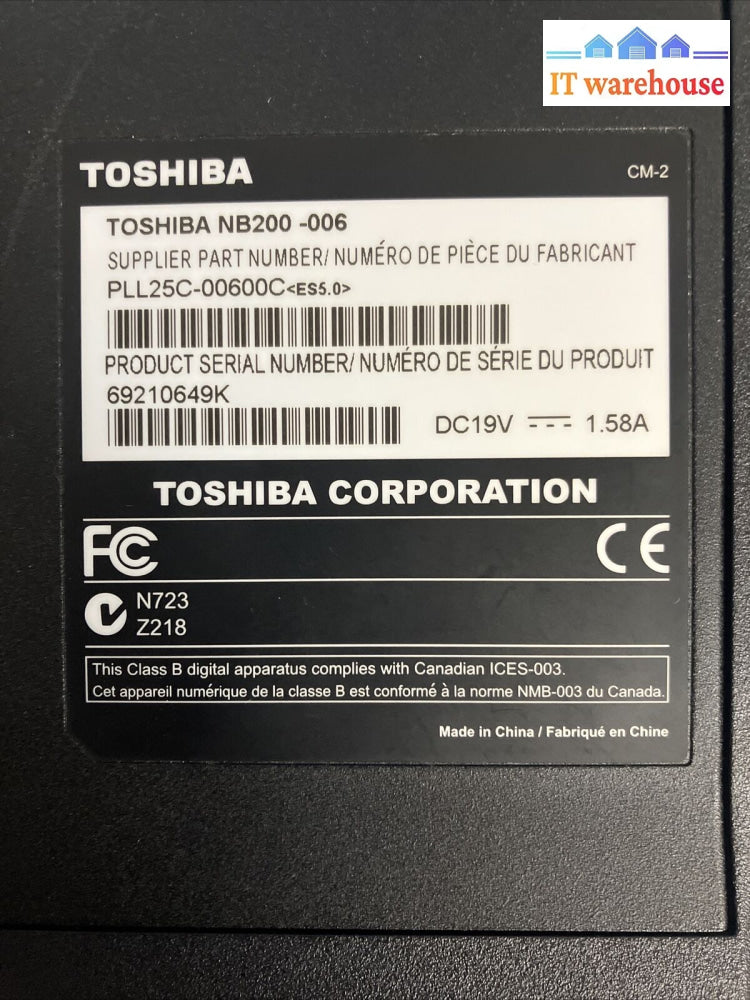 IT warehouse
TOSHIBA
CM-2
TOSHIBA NB200 -006
SUPPLIER PART NUMBER/ NUMÉRO DE PIÈCE DU FABRICANT
PLL25C-00600C<ES5.0>
PRODUCT SERIAL NUMBER/ NUMÉRO DE SÉRIE DU PRODUIT
69210649K
DC19V 1.58A
TOSHIBA CORPORATION
FC CE
N723
Z218
This Class B digital apparatus complies with Canadian ICES-003.
Cet appareil numérique de la classe B est conformé à la norme NMB-003 du Canada.
Made in China / Fabriqué en Chine